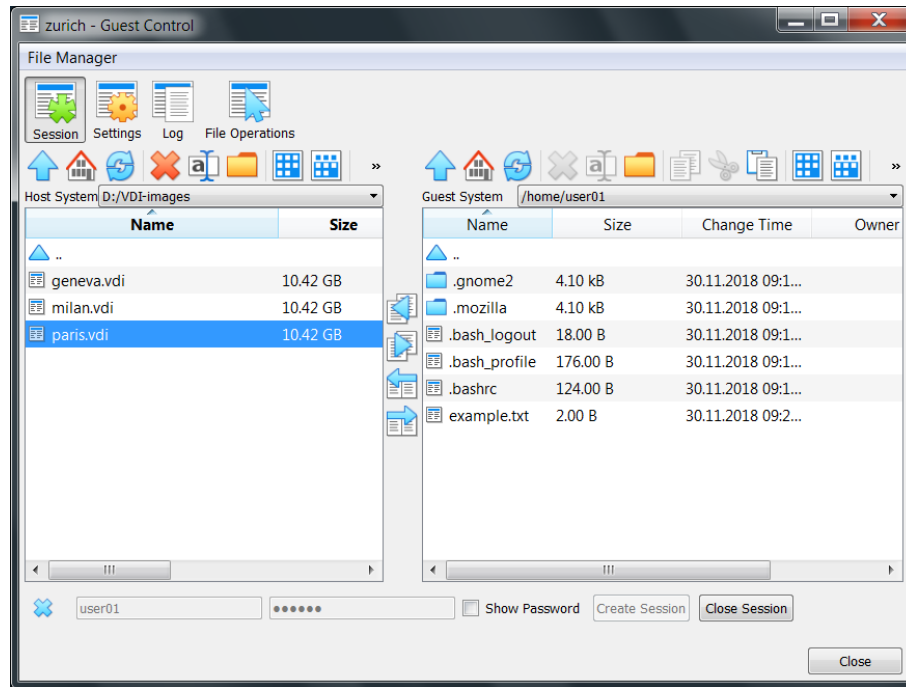 zurich - Guest Control
File Manager
Session Settings Log File Operations
a » a »
Host System D:/VDI-images
Guest System /home/user01
Name Size
Name Size Change Time Owner
..
..
geneva.vdi 10.42 GB
.gnome2 4.10 kB 30.11.2018 09:1...
milan.vdi 10.42 GB
.mozilla 4.10 kB 30.11.2018 09:1...
paris.vdi 10.42 GB
.bash_logout 18.00 B 30.11.2018 09:1...
.bash_profile 176.00 B 30.11.2018 09:1...
.bashrc 124.00 B 30.11.2018 09:1...
example.txt 2.00 B 30.11.2018 09:2...
user01 ●●●●●● Show Password Create Session Close Session
Close